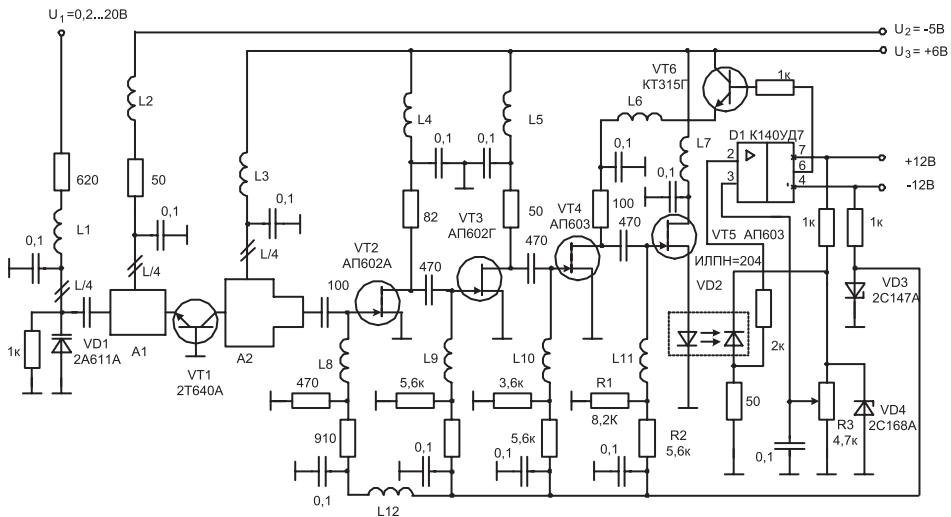 U1=0,2...20В
U2= -5В
U3= +6В
VT6
КТ315Г
1к
L6
L2
L4
L5
L7
D1 К140УД7
0,1
0,1
0,1
2
7
+12В
3
6
4
-12В
620
50
L3
0,1
82
50
VT4
АП603
100
0,1
L1
0,1
VT3
АП602Г
470
470
VT5 АП603
1к
1к
0,1
L/4
L/4
VT2
АП602А
ИЛПН=204
L/4
470
VD2
VD3
2С147А
100
1к
VD1
2А611А
A1
VT1
2Т640А
A2
L8
L9
L10
L11
2к
470
5,6к
3,6к
R1
8,2К
50
R3
4,7к
VD4
2С168А
910
5,6к
R2
5,6к
0,1
0,1
0,1
0,1
0,1
L12